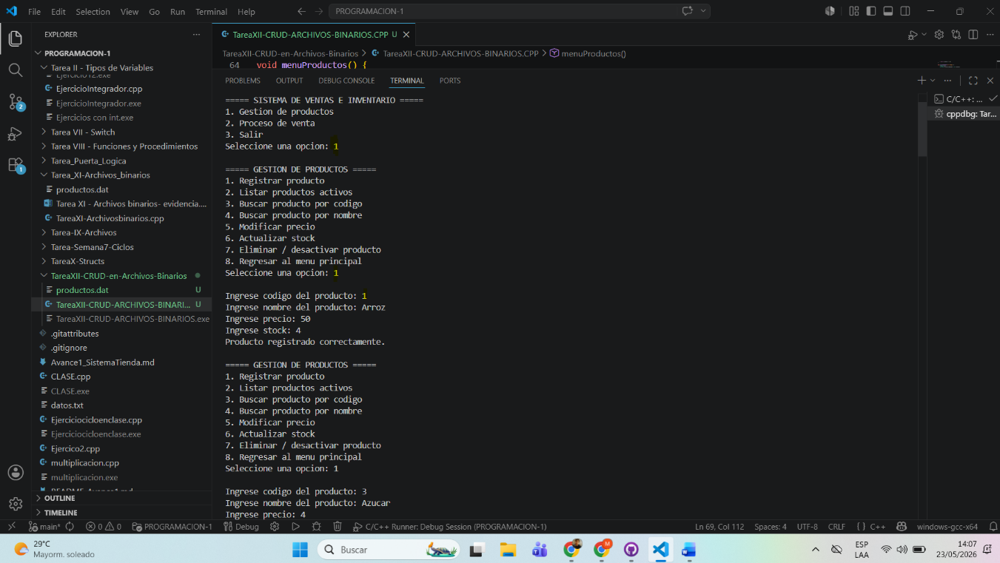 File Edit Selection View Go Run Terminal Help
PROGRAMACION-1
EXPLORER
PROGRAMACION-1
Tarea II - Tipos de Variables
Ejercicio12.exe
EjercicioIntegrador.cpp
EjercicioIntegrador.exe
Ejercicios con int.exe
Tarea VII - Switch
Tarea VIII - Funciones y Procedimientos
Tarea_Puerta_Logica
Tarea_XI-Archivos_binarios
productos.dat
Tarea XI - Archivos binarios- evidencia....
TareaXI-Archivosbinarios.cpp
Tarea-IX-Archivos
Tarea-Semana7-Ciclos
TareaX-Structs
TareaXII-CRUD-en-Archivos-Binarios
productos.dat U
TareaXII-CRUD-ARCHIVOS-BINARI... U
TareaXII-CRUD-ARCHIVOS-BINARIOS.exe
.gitattributes
.gitignore
Avance1_SistemaTienda.md
CLASE.cpp
CLASE.exe
datos.txt
Ejerciciocicloenclase.cpp
Ejerciciocicloenclase.exe
Ejercico2.cpp
multiplicacion.cpp
multiplicacion.exe
README_Avance1.md
OUTLINE
TIMELINE
2
1
TareaXII-CRUD-ARCHIVOS-BINARIOS.CPP U
TareaXII-CRUD-en-Archivos-Binarios > TareaXII-CRUD-ARCHIVOS-BINARIOS.CPP > menuProductos()
64 void menuProductos() {
PROBLEMS OUTPUT DEBUG CONSOLE TERMINAL PORTS
===== SISTEMA DE VENTAS E INVENTARIO =====
1. Gestion de productos
2. Proceso de venta
3. Salir
Seleccione una opcion: 1
===== GESTION DE PRODUCTOS =====
1. Registrar producto
2. Listar productos activos
3. Buscar producto por codigo
4. Buscar producto por nombre
5. Modificar precio
6. Actualizar stock
7. Eliminar / desactivar producto
8. Regresar al menu principal
Seleccione una opcion: 1
Ingrese codigo del producto: 1
Ingrese nombre del producto: Arroz
Ingrese precio: 50
Ingrese stock: 4
Producto registrado correctamente.
===== GESTION DE PRODUCTOS =====
1. Registrar producto
2. Listar productos activos
3. Buscar producto por codigo
4. Buscar producto por nombre
5. Modificar precio
6. Actualizar stock
7. Eliminar / desactivar producto
8. Regresar al menu principal
Seleccione una opcion: 1
Ingrese codigo del producto: 3
Ingrese nombre del producto: Azucar
Ingrese precio: 4
C/C++: ...
cppdbg: Tar...
main* 0 0 PROGRAMACION-1 Debug C/C++ Runner: Debug Session (PROGRAMACION-1) Ln 69, Col 112 Spaces: 4 UTF-8 CRLF {} C++ windows-gcc-x64
29°C
Mayorm. soleado
Buscar
ESP
LAA
14:07
23/05/2026